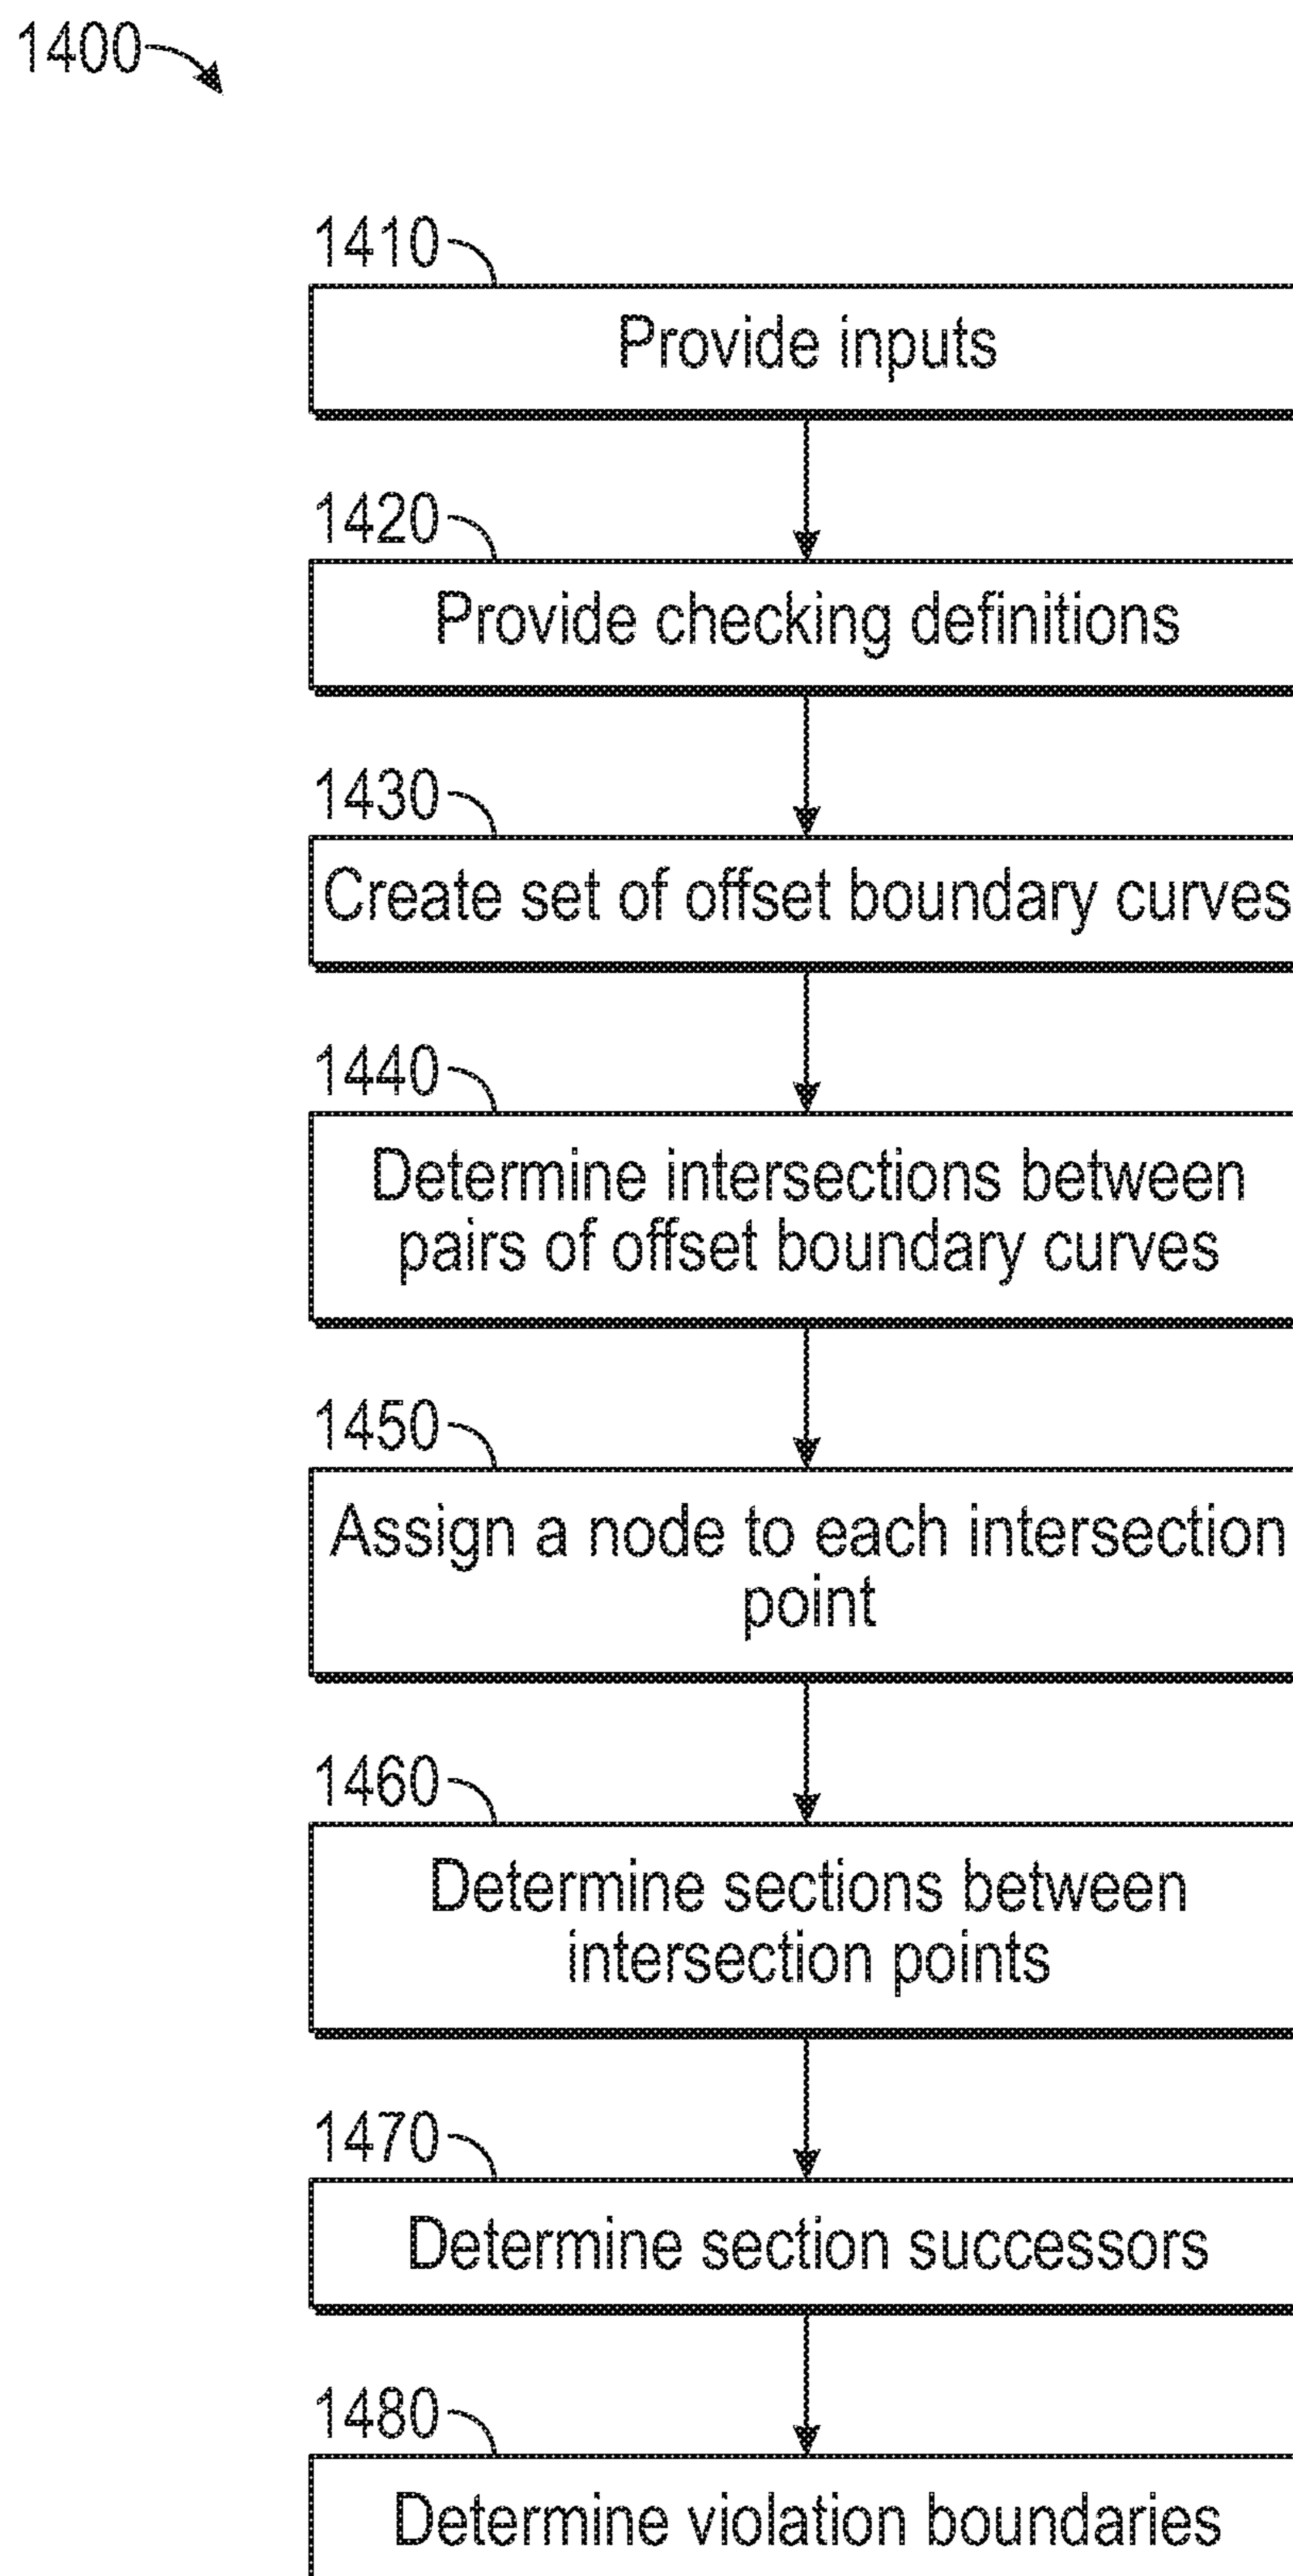 1400
1410
Provide inputs
1420
Provide checking definitions
1430
Create set of offset boundary curves
1440
Determine intersections between
pairs of offset boundary curves
1450
Assign a node to each intersection
point
1460
Determine sections between
intersection points
1470
Determine section successors
1480
Determine violation boundaries